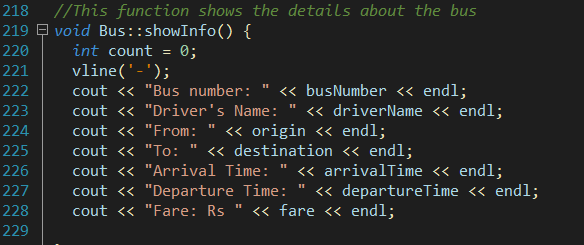 218 //This function shows the details about the bus
219 void Bus::showInfo() {
220 int count = 0;
221 vline('-');
222 cout << "Bus number: " << busNumber << endl;
223 cout << "Driver's Name: " << driverName << endl;
224 cout << "From: " << origin << endl;
225 cout << "To: " << destination << endl;
226 cout << "Arrival Time: " << arrivalTime << endl;
227 cout << "Departure Time: " << departureTime << endl;
228 cout << "Fare: Rs " << fare << endl;
229